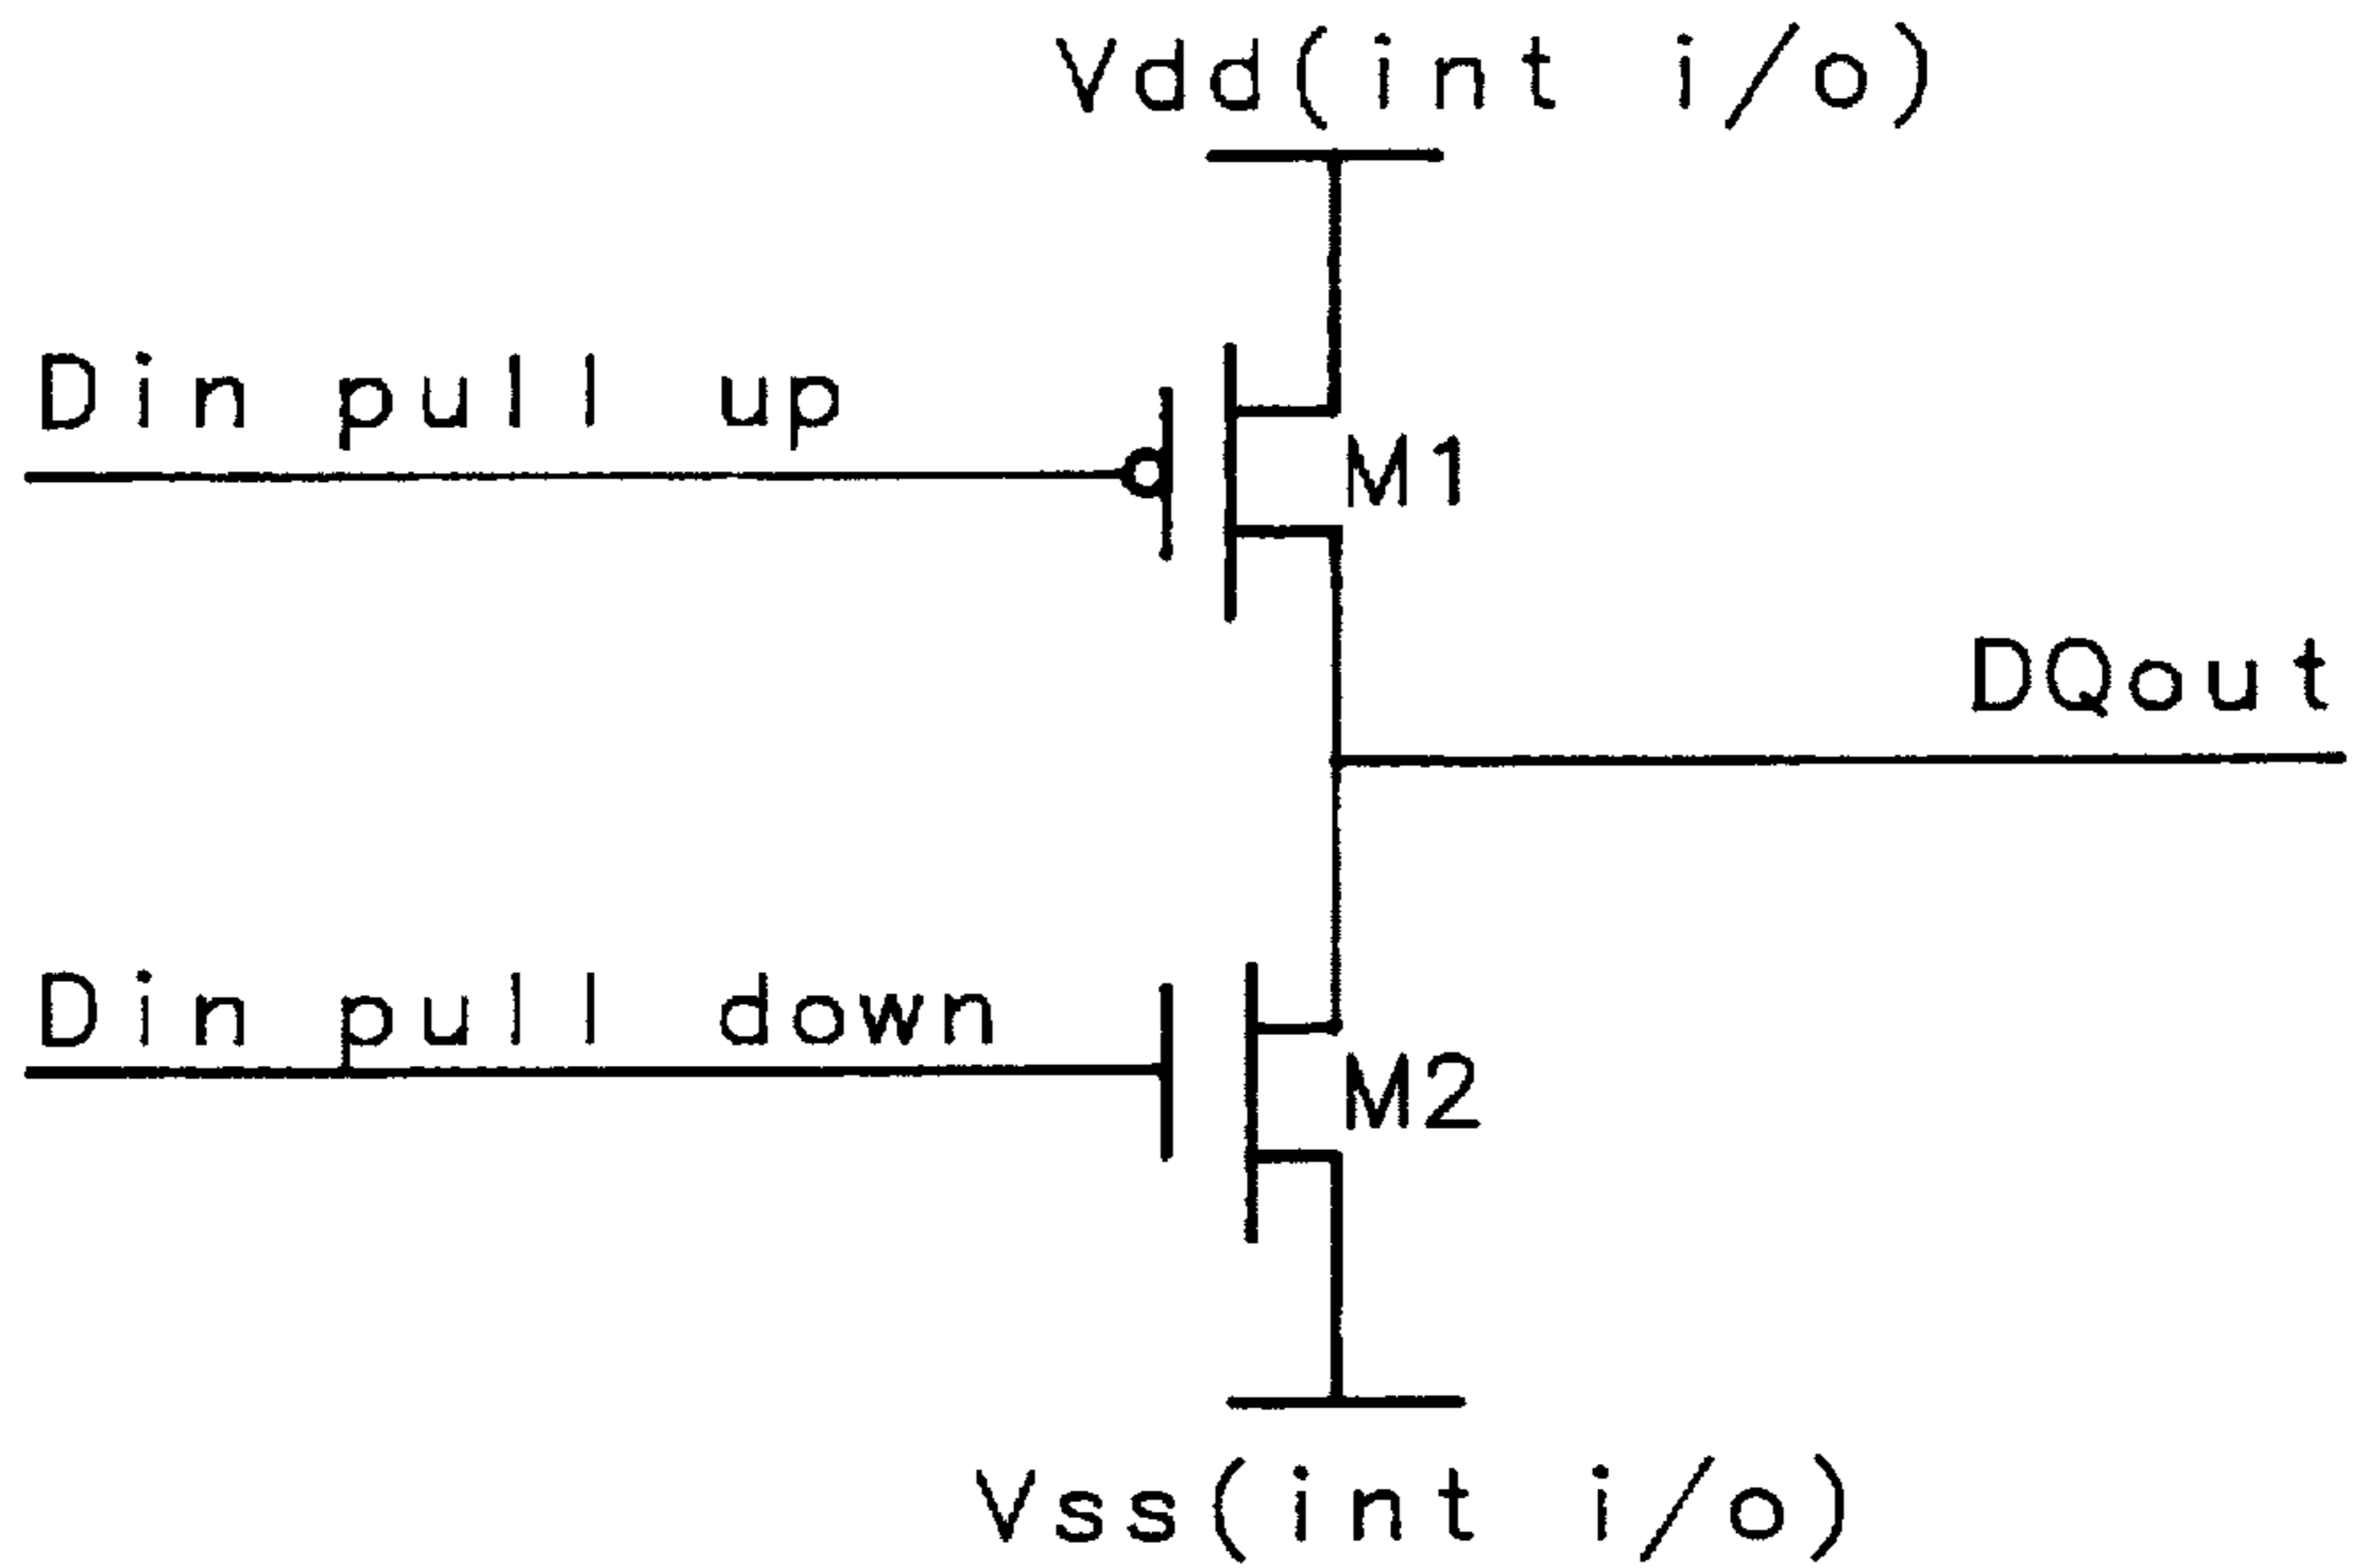 Vdd(int i/o)
Din pull up
M1
DQout
Din pull down
M2
Vss(int i/o)